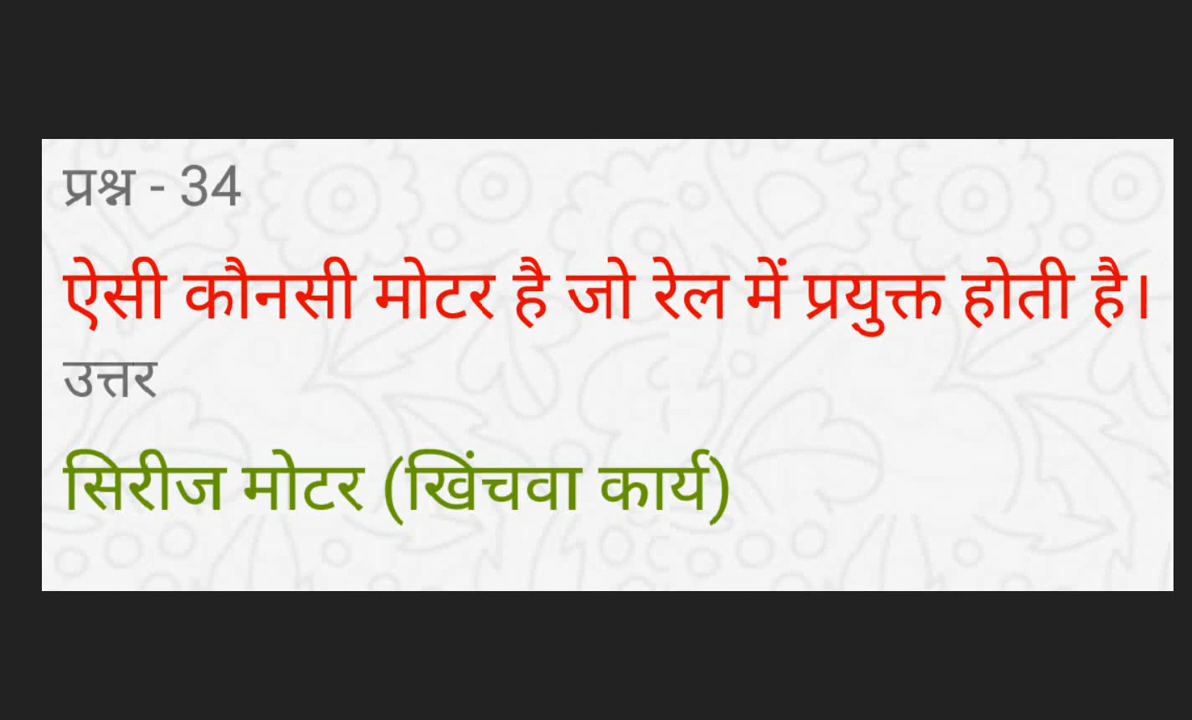 प्रश्न - 34
ऐसी कौनसी मोटर है जो रेल में प्रयुक्त होती है।
उत्तर
सिरीज मोटर (खिंचवा कार्य)